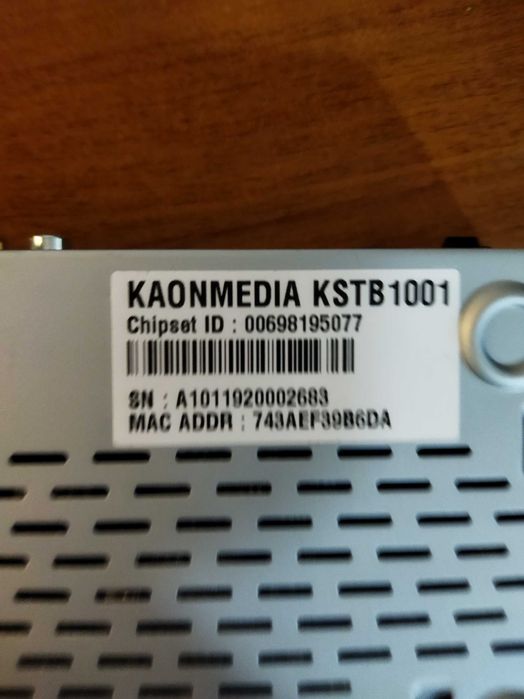 KAONMEDIA KSTB1001
Chipset ID : 00698195077
SN : A1011920002683
MAC ADDR : 743AEF39B6DA